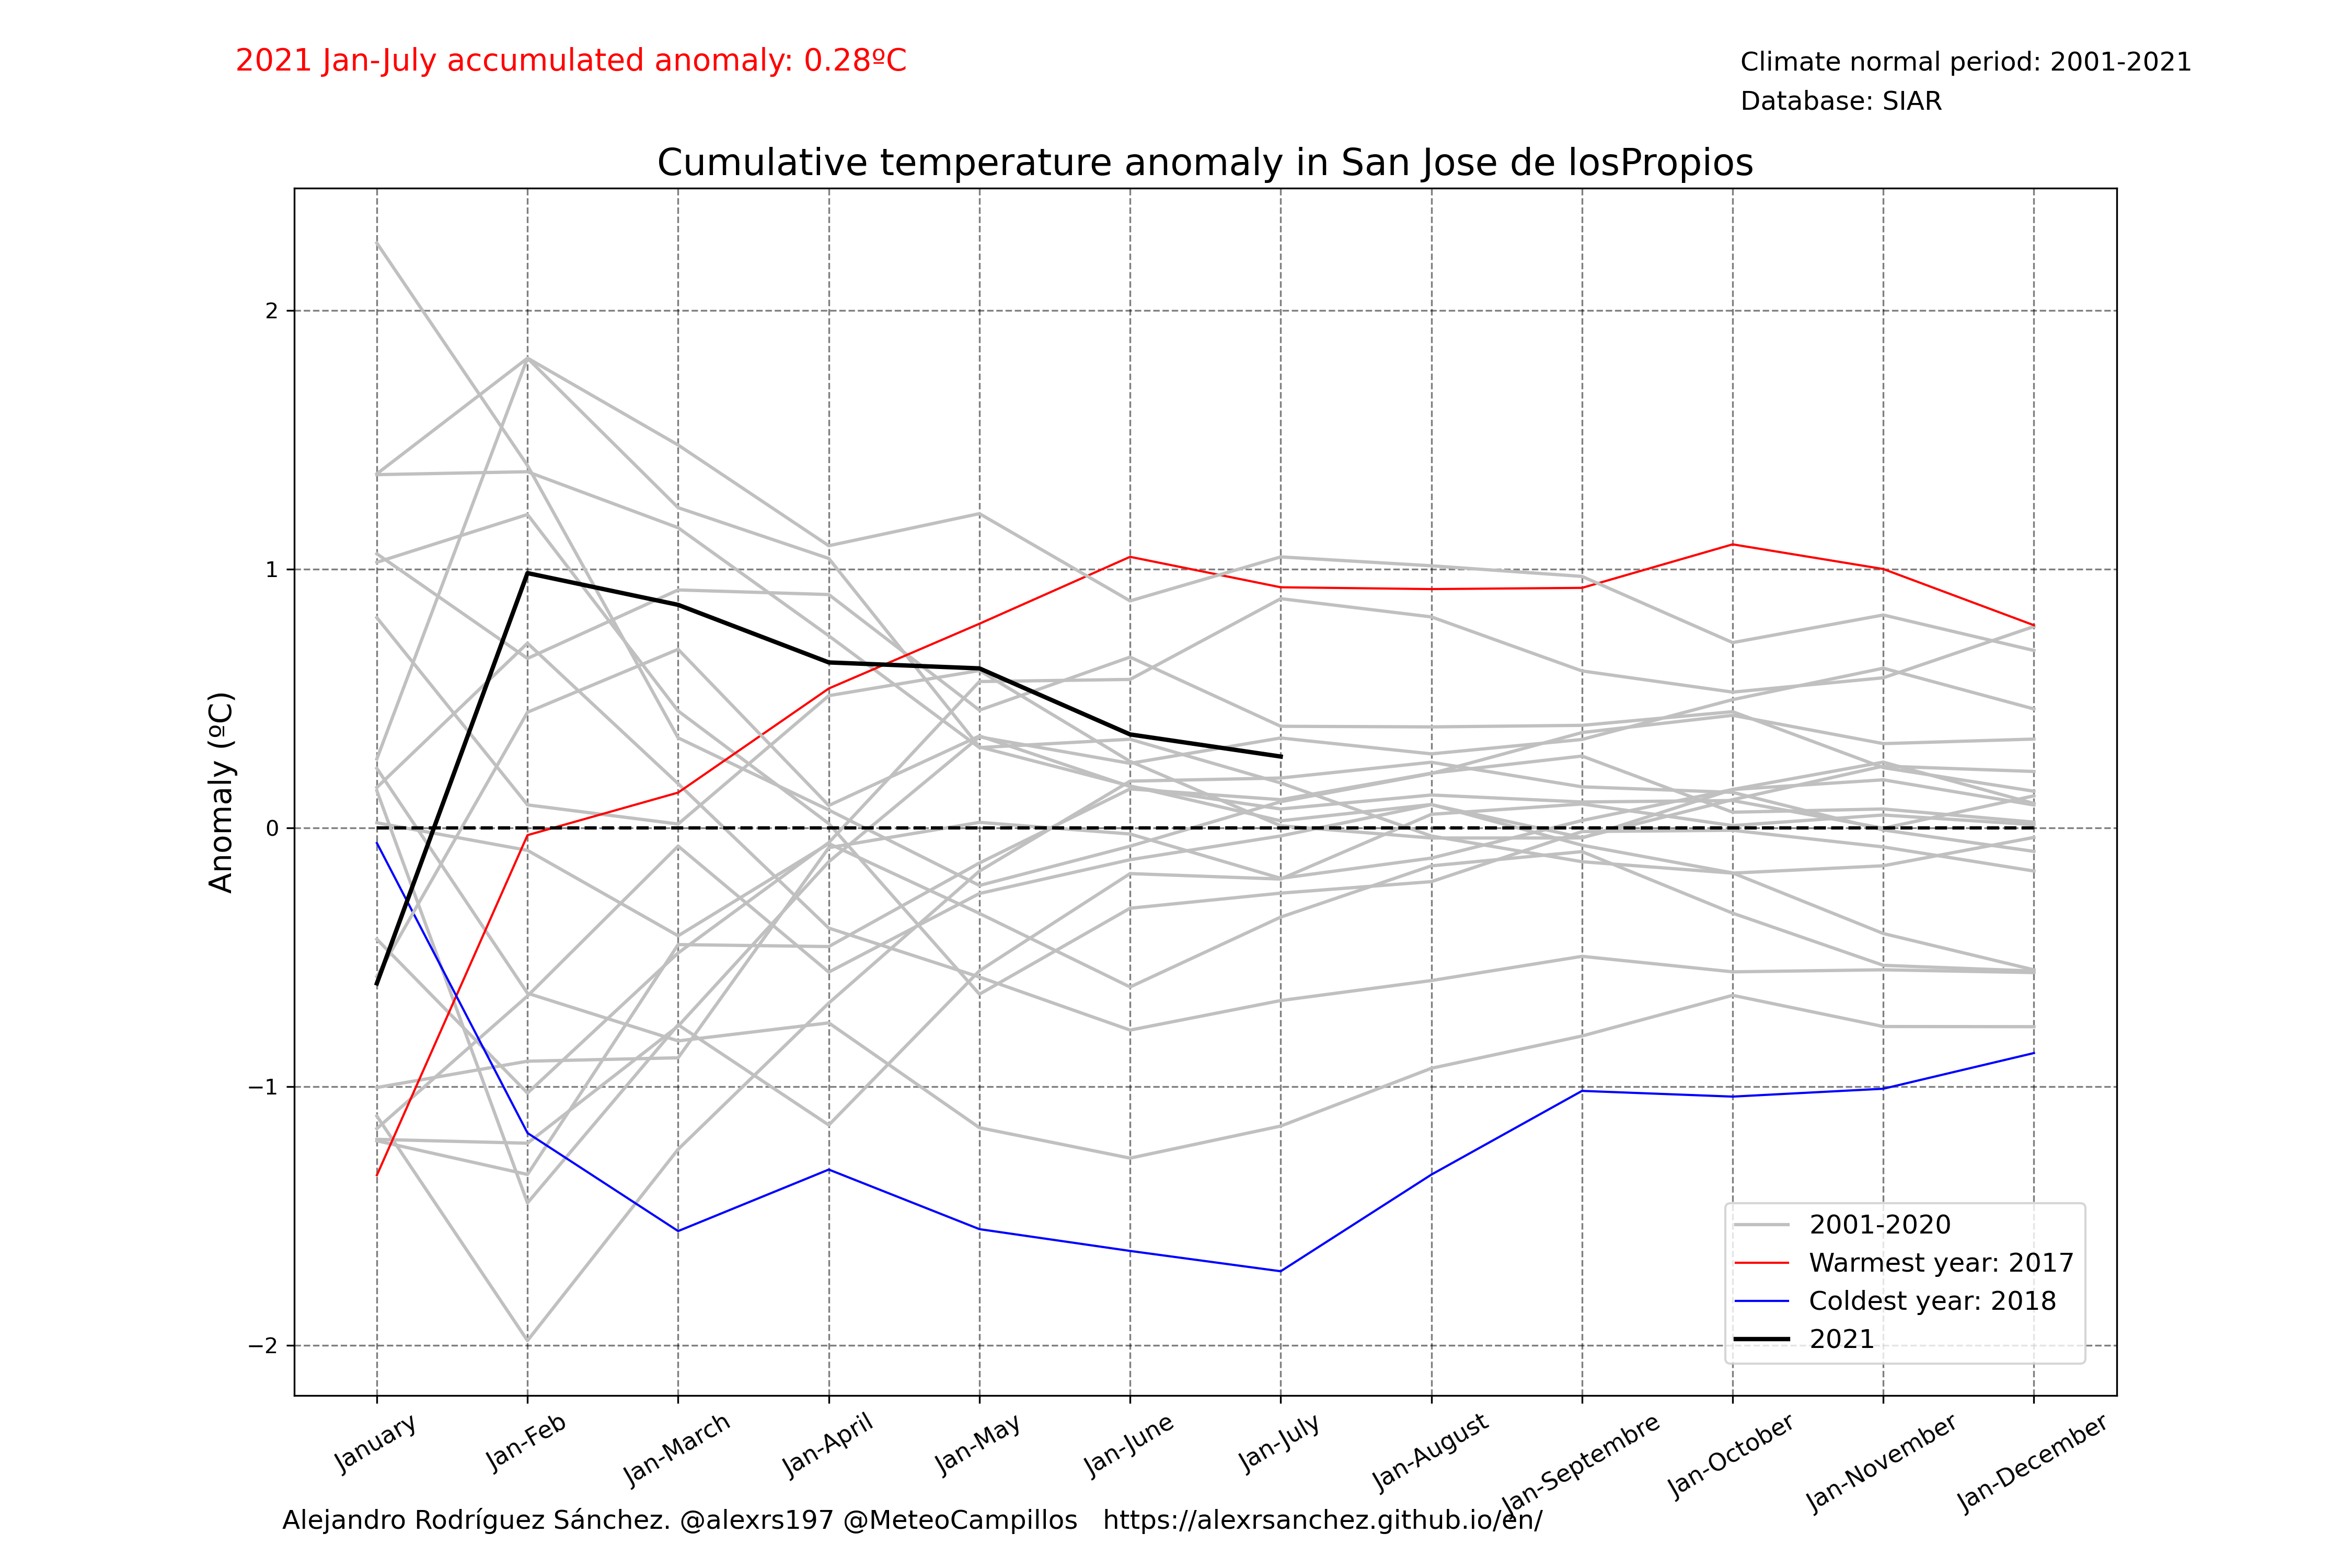 2021 Jan-July accumulated anomaly: 0.28ºC
Climate normal period: 2001-2021
Database: SIAR
Cumulative temperature anomaly in San Jose de losPropios
Anomaly (ºC)
2
1
0
−1
−2
2001-2020
Warmest year: 2017
Coldest year: 2018
2021
January
Jan-Feb
Jan-March
Jan-April
Jan-May
Jan-June
Jan-July
Jan-August
Jan-Septembre
Jan-October
Jan-November
Jan-December
Alejandro Rodríguez Sánchez. @alexrs197 @MeteoCampillos https://alexrsanchez.github.io/en/